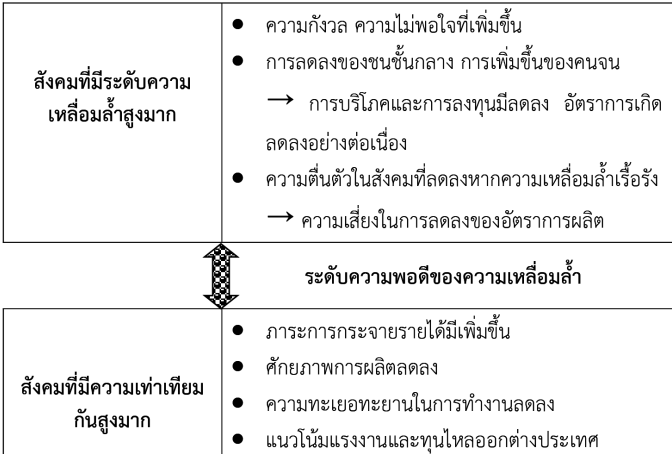 สังคมที่มีระดับความ
เหลื่อมล้ำสูงมาก
● ความกังวล ความไม่พอใจที่เพิ่มขึ้น
● การลดลงของชนชั้นกลาง การเพิ่มขึ้นของคนจน
→ การบริโภคและการลงทุนมีลดลง อัตราการเกิด
ลดลงอย่างต่อเนื่อง
● ความตื่นตัวในสังคมที่ลดลงหากความเหลื่อมล้ำเรื้อรัง
→ ความเสี่ยงในการลดลงของอัตราการผลิต
ระดับความพอดีของความเหลื่อมล้ำ
สังคมที่มีความเท่าเทียม
กันสูงมาก
● ภาระการกระจายรายได้มีเพิ่มขึ้น
● ศักยภาพการผลิตลดลง
● ความทะเยอทะยานในการทำงานลดลง
● แนวโน้มแรงงานและทุนไหลออกต่างประเทศ